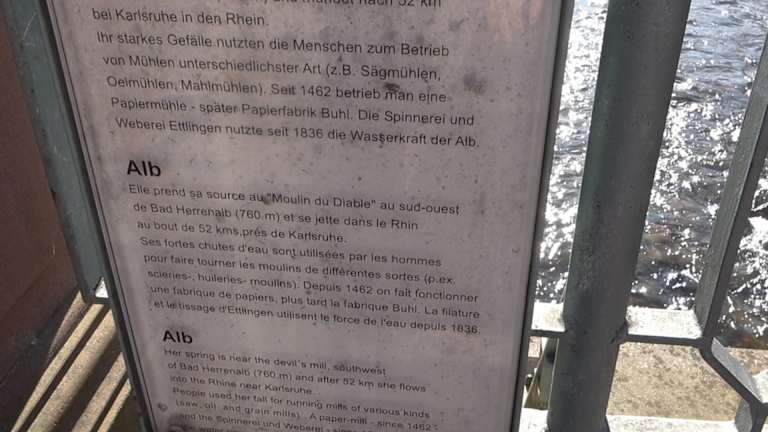 und mündet nach 52 km
bei Karlsruhe in den Rhein.
Ihr starkes Gefälle nutzten die Menschen zum Betrieb
von Mühlen unterschiedlichster Art (z.B. Sägmühlen,
Oelmühlen, Mahlmühlen). Seit 1462 betrieb man eine
Papiermühle - später Papierfabrik Buhl. Die Spinnerei und
Weberei Ettlingen nutzte seit 1836 die Wasserkraft der Alb.
Alb
Elle prend sa source au "Moulin du Diable" au sud-ouest
de Bad Herrenalb (760 m) et se jette dans le Rhin
au bout de 52 kms,prés de Karlsruhe.
Ses fortes chutes d'eau sont utilisées par les hommes
pour faire tourner les moulins de différentes sortes (p.ex.
scieries-, huileries- moulins). Depuis 1462 on fait fonctionner
une fabrique de papiers, plus tard la fabrique Buhl. La filature
et le tissage d'Ettlingen utilisent le force de l'eau depuis 1836.
Alb
Her spring is near the devil´s mill, southwest
of Bad Herrenalb (760 m) and after 52 km she flows
into the Rhine near Karlsruhe.
People used her fall for running mills of various kinds
(saw, oil and grain mills). A paper-mill - since 1462
and the Spinnerei und Weberei - since